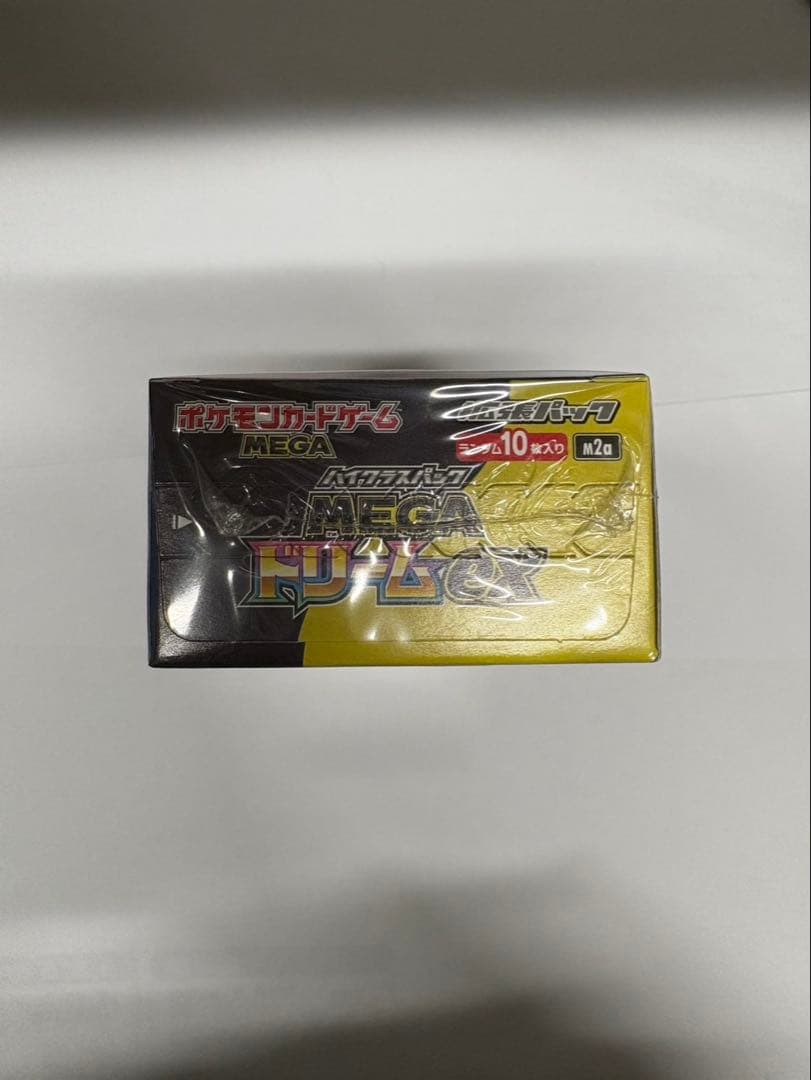 ポケモンカードゲーム
MEGA
拡張パック
ランダム10枚入り
M2a
ハイクラスパック
MEGA
ドリームex